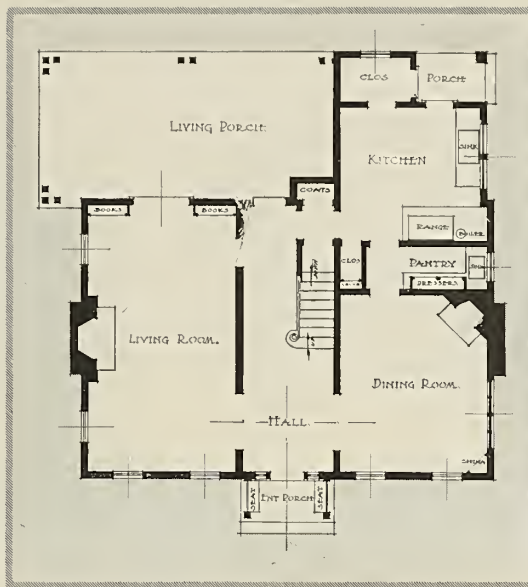 CLOS
PORCH
LIVING PORCH
KITCHEN
SINK
COATS
BOOKS
BOOKS
RANGE
BOILER
CLOS
PANTRY
DRESSERS
LIVING ROOM.
DINING ROOM.
HALL.
CHINA
SEAT
ENT PORCH
SEAT